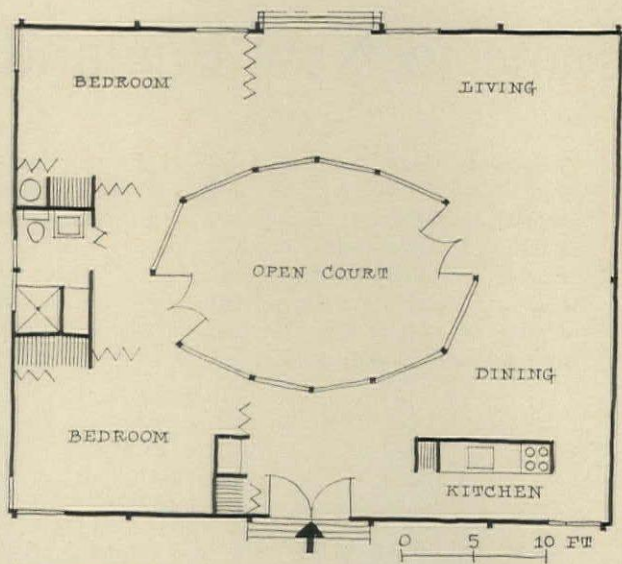 BEDROOM
LIVING
OPEN COURT
DINING
BEDROOM
KITCHEN
0 5 10 FT